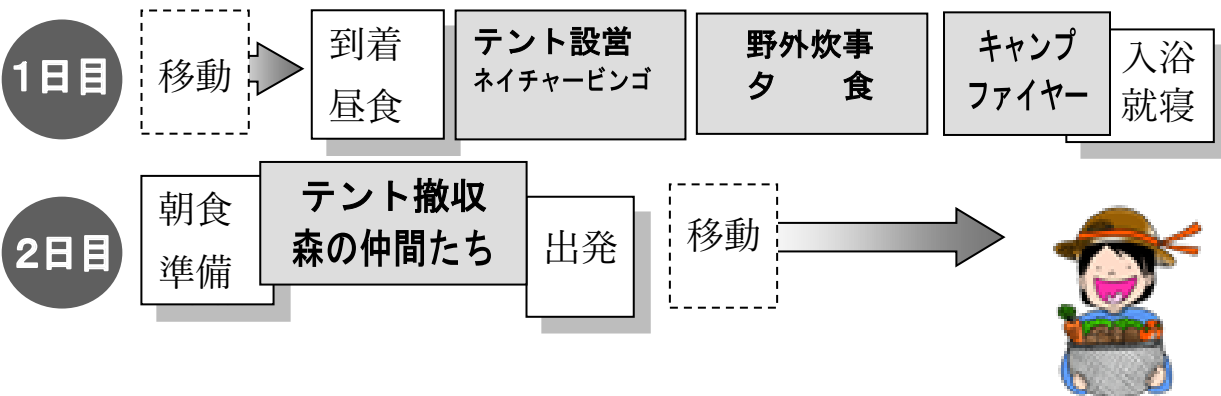 1日目
移動
到着
昼食
テント設営
ネイチャービンゴ
野外炊事
夕　　食
キャンプ
ファイヤー
入浴
就寝
2日目
朝食
準備
テント撤収
森の仲間たち
出発
移動